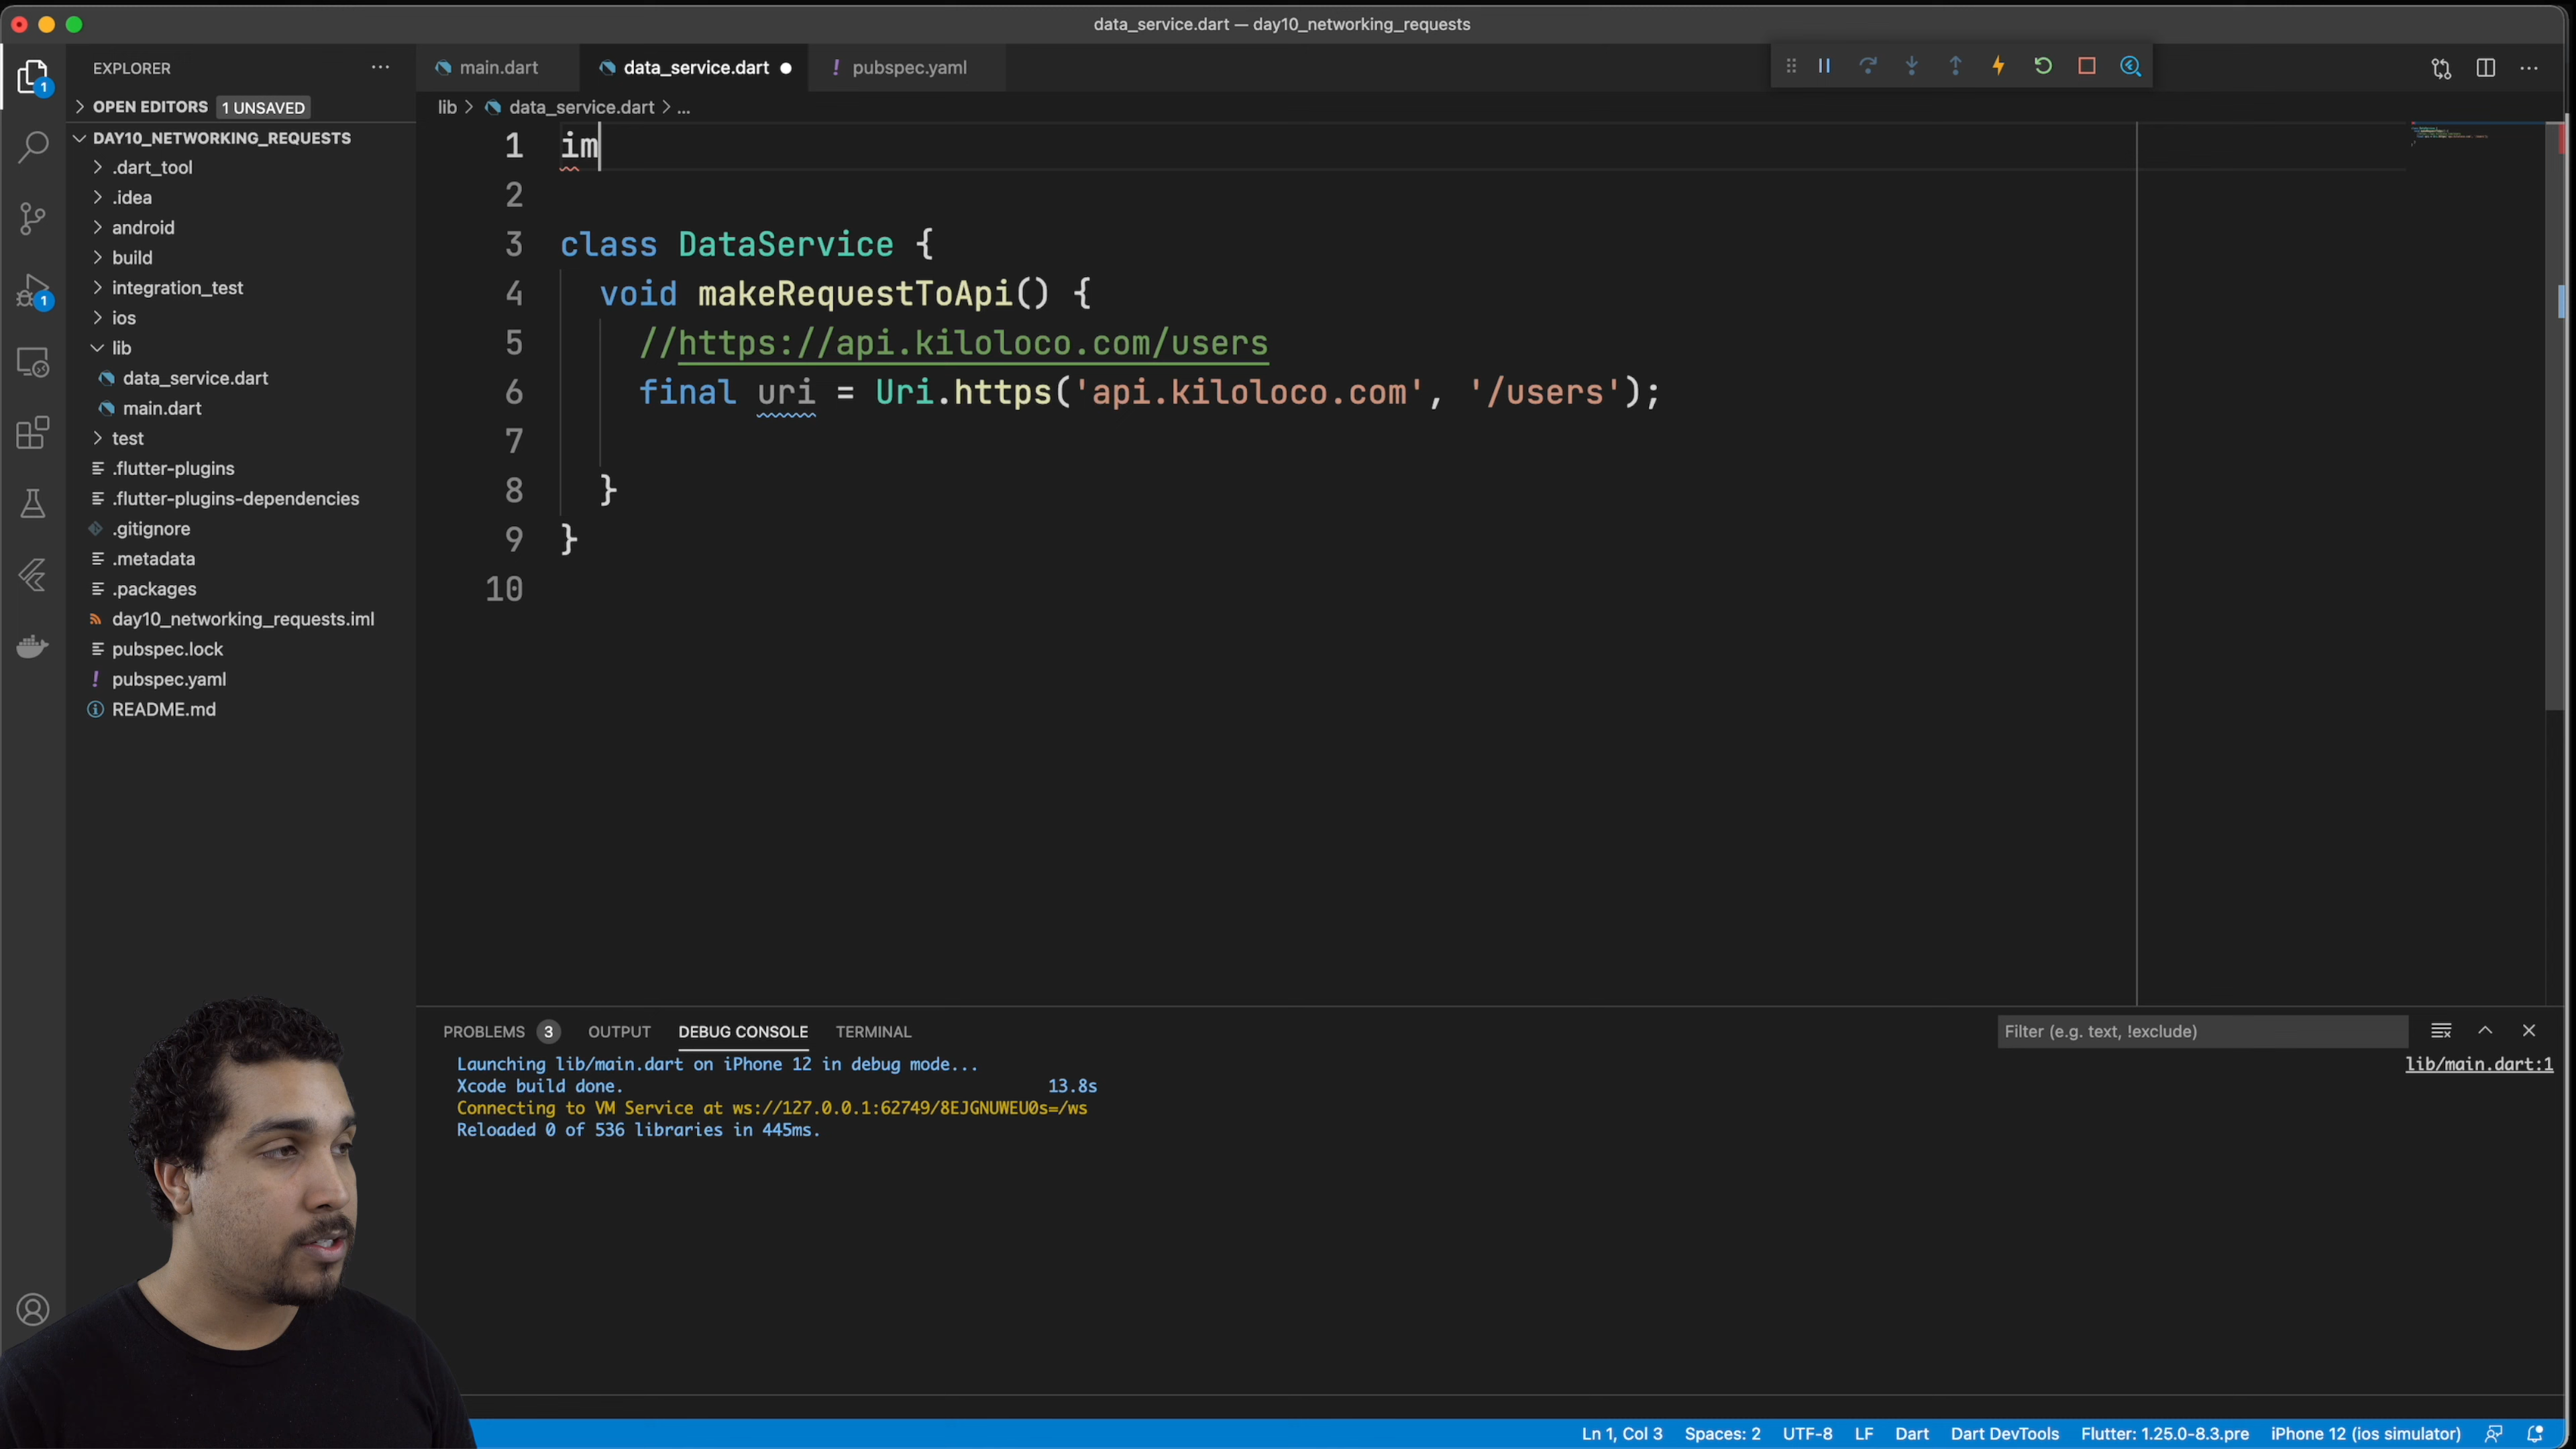 data_service.dart — day10_networking_requests
EXPLORER
main.dart
data_service.dart
pubspec.yaml
OPEN EDITORS 1 UNSAVED
lib > data_service.dart > ...
DAY10_NETWORKING_REQUESTS
.dart_tool
.idea
android
build
integration_test
ios
lib
data_service.dart
main.dart
test
.flutter-plugins
.flutter-plugins-dependencies
.gitignore
.metadata
.packages
day10_networking_requests.iml
pubspec.lock
pubspec.yaml
README.md
1
1
1 im
2
3 class DataService {
4 void makeRequestToApi() {
5 //https://api.kiloloco.com/users
6 final uri = Uri.https('api.kiloloco.com', '/users');
7
8 }
9 }
10
PROBLEMS 3 OUTPUT DEBUG CONSOLE TERMINAL
Filter (e.g. text, !exclude)
Launching lib/main.dart on iPhone 12 in debug mode...
lib/main.dart:1
Xcode build done. 13.8s
Connecting to VM Service at ws://127.0.0.1:62749/8EJGNUWEU0s=/ws
Reloaded 0 of 536 libraries in 445ms.
Ln 1, Col 3 Spaces: 2 UTF-8 LF Dart Dart DevTools Flutter: 1.25.0-8.3.pre iPhone 12 (ios simulator)